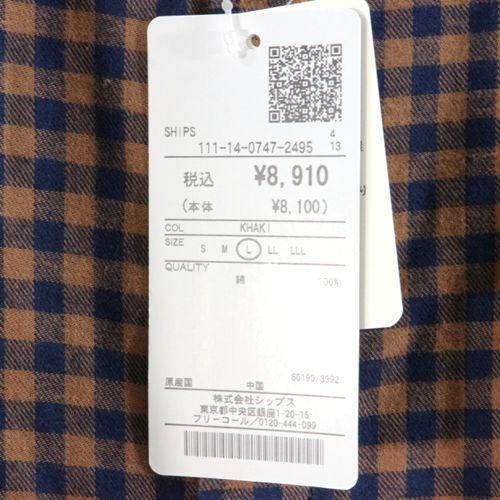 SHIPS 4
111-14-0747-2495 13
税込 ¥8,910
(本体 ¥8,100)
COL KHAKI
SIZE S M L LL LLL
QUALITY
綿 100%
60190/3992
原産国 中国
株式会社シップス
東京都中央区銀座1-20-15
フリーコール/0120-444-099
り